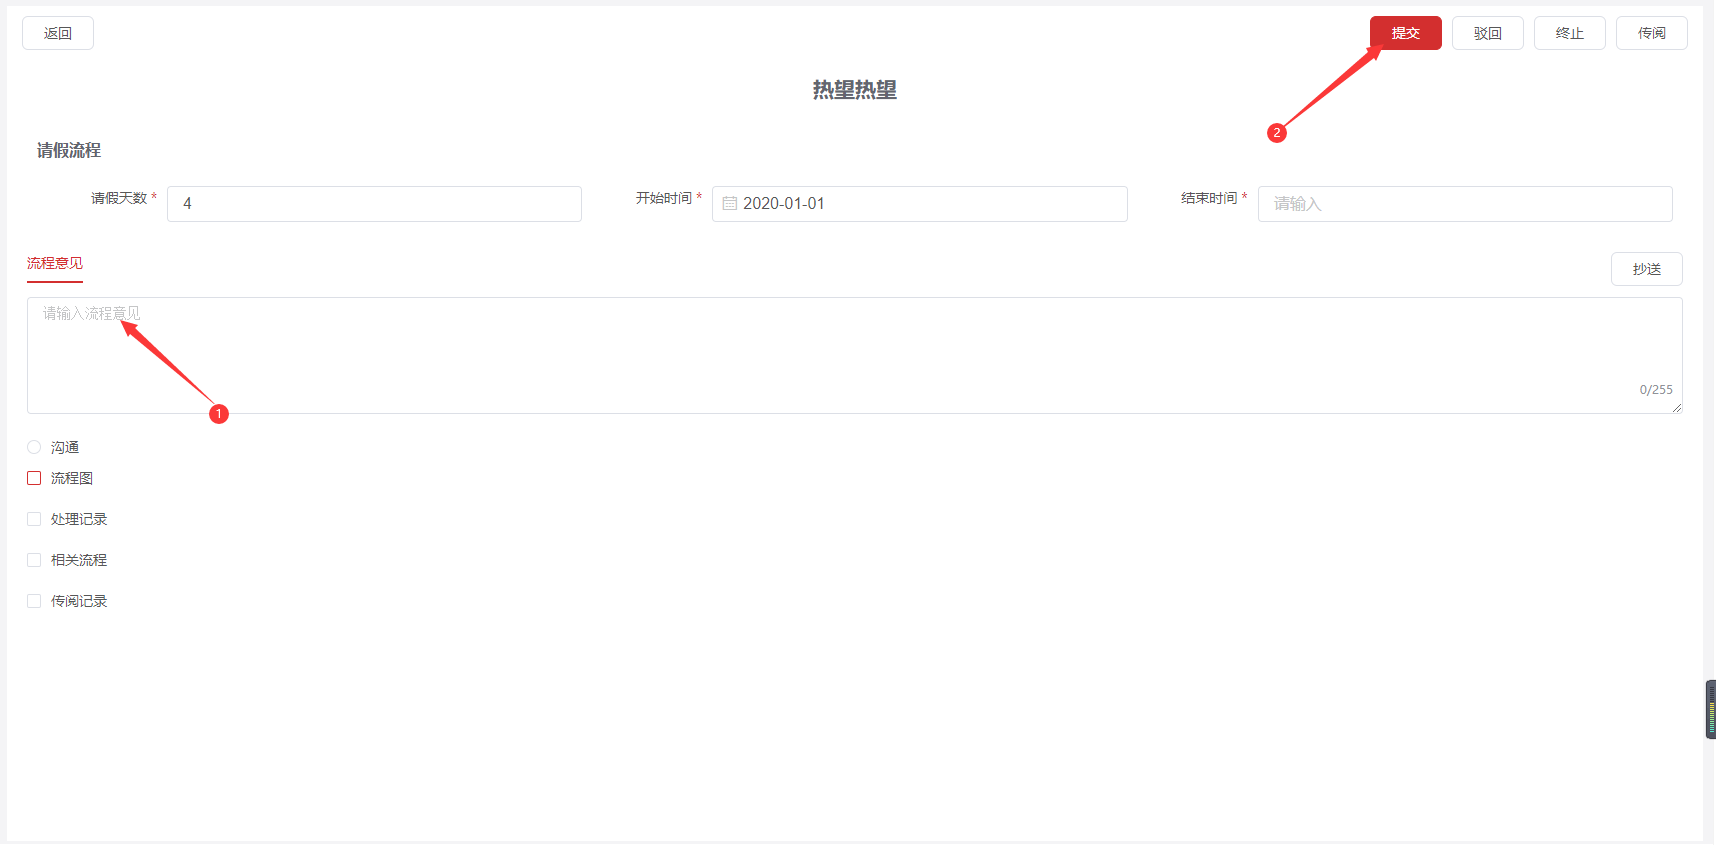 返回
提交
驳回
终止
传阅
热望热望
2
请假流程
请假天数 *
4
开始时间 *
2020-01-01
结束时间 *
请输入
流程意见
抄送
请输入流程意见
0/255
1
沟通
流程图
处理记录
相关流程
传阅记录